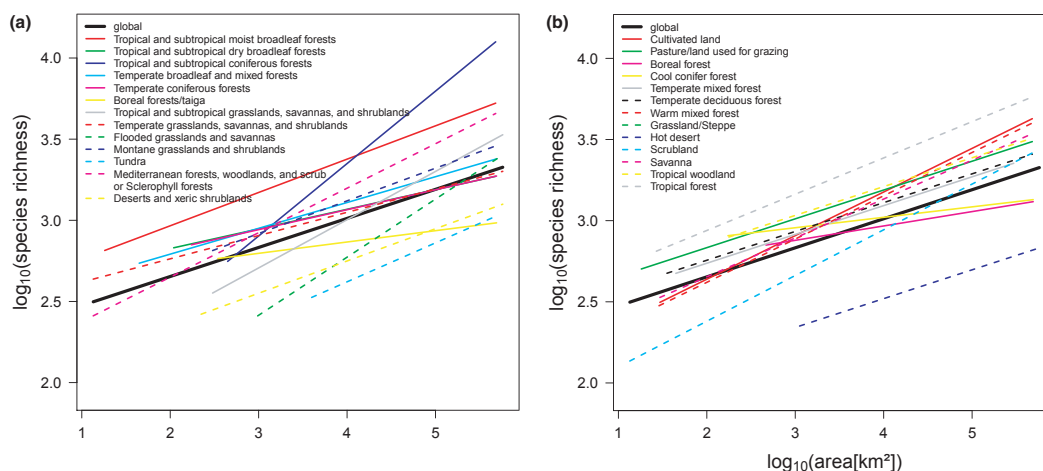 (a)
log10(species richness)
4.0
3.5
3.0
2.5
2.0
1 2 3 4 5
global
Tropical and subtropical moist broadleaf forests
Tropical and subtropical dry broadleaf forests
Tropical and subtropical coniferous forests
Temperate broadleaf and mixed forests
Temperate coniferous forests
Boreal forests/taiga
Tropical and subtropical grasslands, savannas, and shrublands
Temperate grasslands, savannas, and shrublands
Flooded grasslands and savannas
Montane grasslands and shrublands
Tundra
Mediterranean forests, woodlands, and scrub
or Sclerophyll forests
Deserts and xeric shrublands
(b)
log10(species richness)
4.0
3.5
3.0
2.5
2.0
1 2 3 4 5
log10(area[km²])
global
Cultivated land
Pasture/land used for grazing
Boreal forest
Cool conifer forest
Temperate mixed forest
Temperate deciduous forest
Warm mixed forest
Grassland/Steppe
Hot desert
Scrubland
Savanna
Tropical woodland
Tropical forest